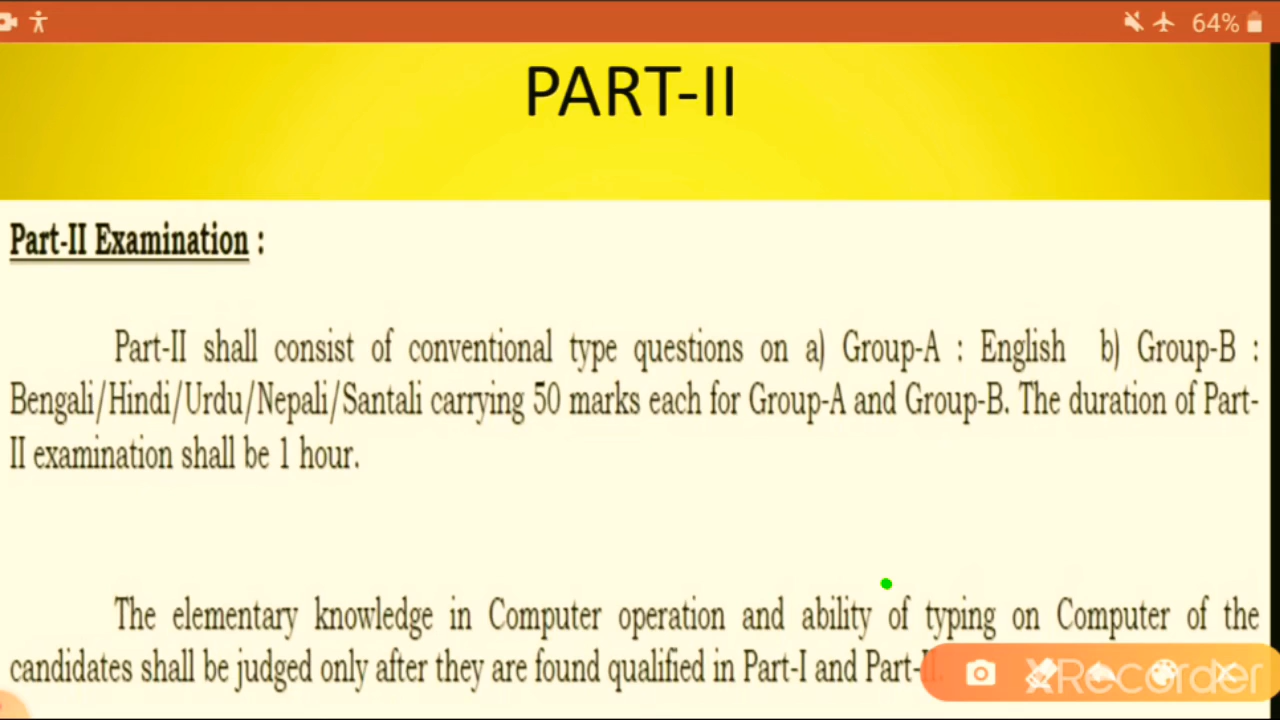 64%
PART-II
Part-II Examination :
Part-II shall consist of conventional type questions on a) Group-A : English b) Group-B :
Bengali/Hindi/Urdu/Nepali/Santali carrying 50 marks each for Group-A and Group-B. The duration of Part-
II examination shall be 1 hour.
The elementary knowledge in Computer operation and ability of typing on Computer of the
candidates shall be judged only after they are found qualified in Part-I and Part-II.
XRecorder